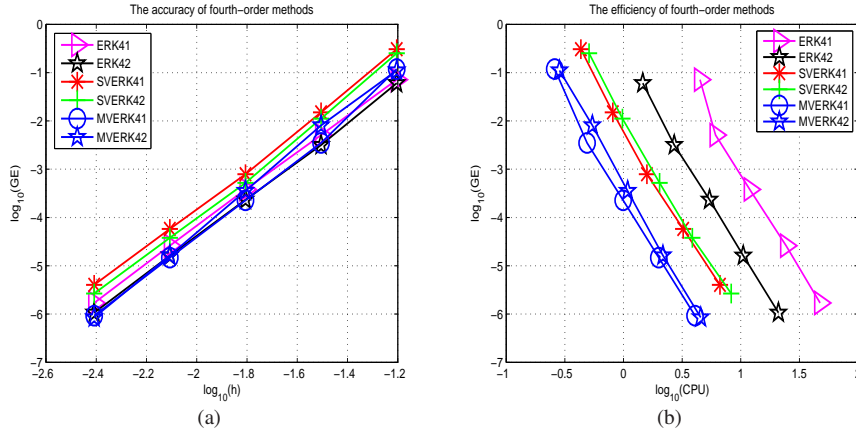 The accuracy of fourth−order methods
ERK41
ERK42
SVERK41
SVERK42
MVERK41
MVERK42
log10(GE)
0
−1
−2
−3
−4
−5
−6
−7
−2.6 −2.4 −2.2 −2 −1.8 −1.6 −1.4 −1.2
log10(h)
(a)
The efficiency of fourth−order methods
ERK41
ERK42
SVERK41
SVERK42
MVERK41
MVERK42
log10(GE)
0
−1
−2
−3
−4
−5
−6
−7
−1 −0.5 0 0.5 1 1.5 2
log10(CPU)
(b)